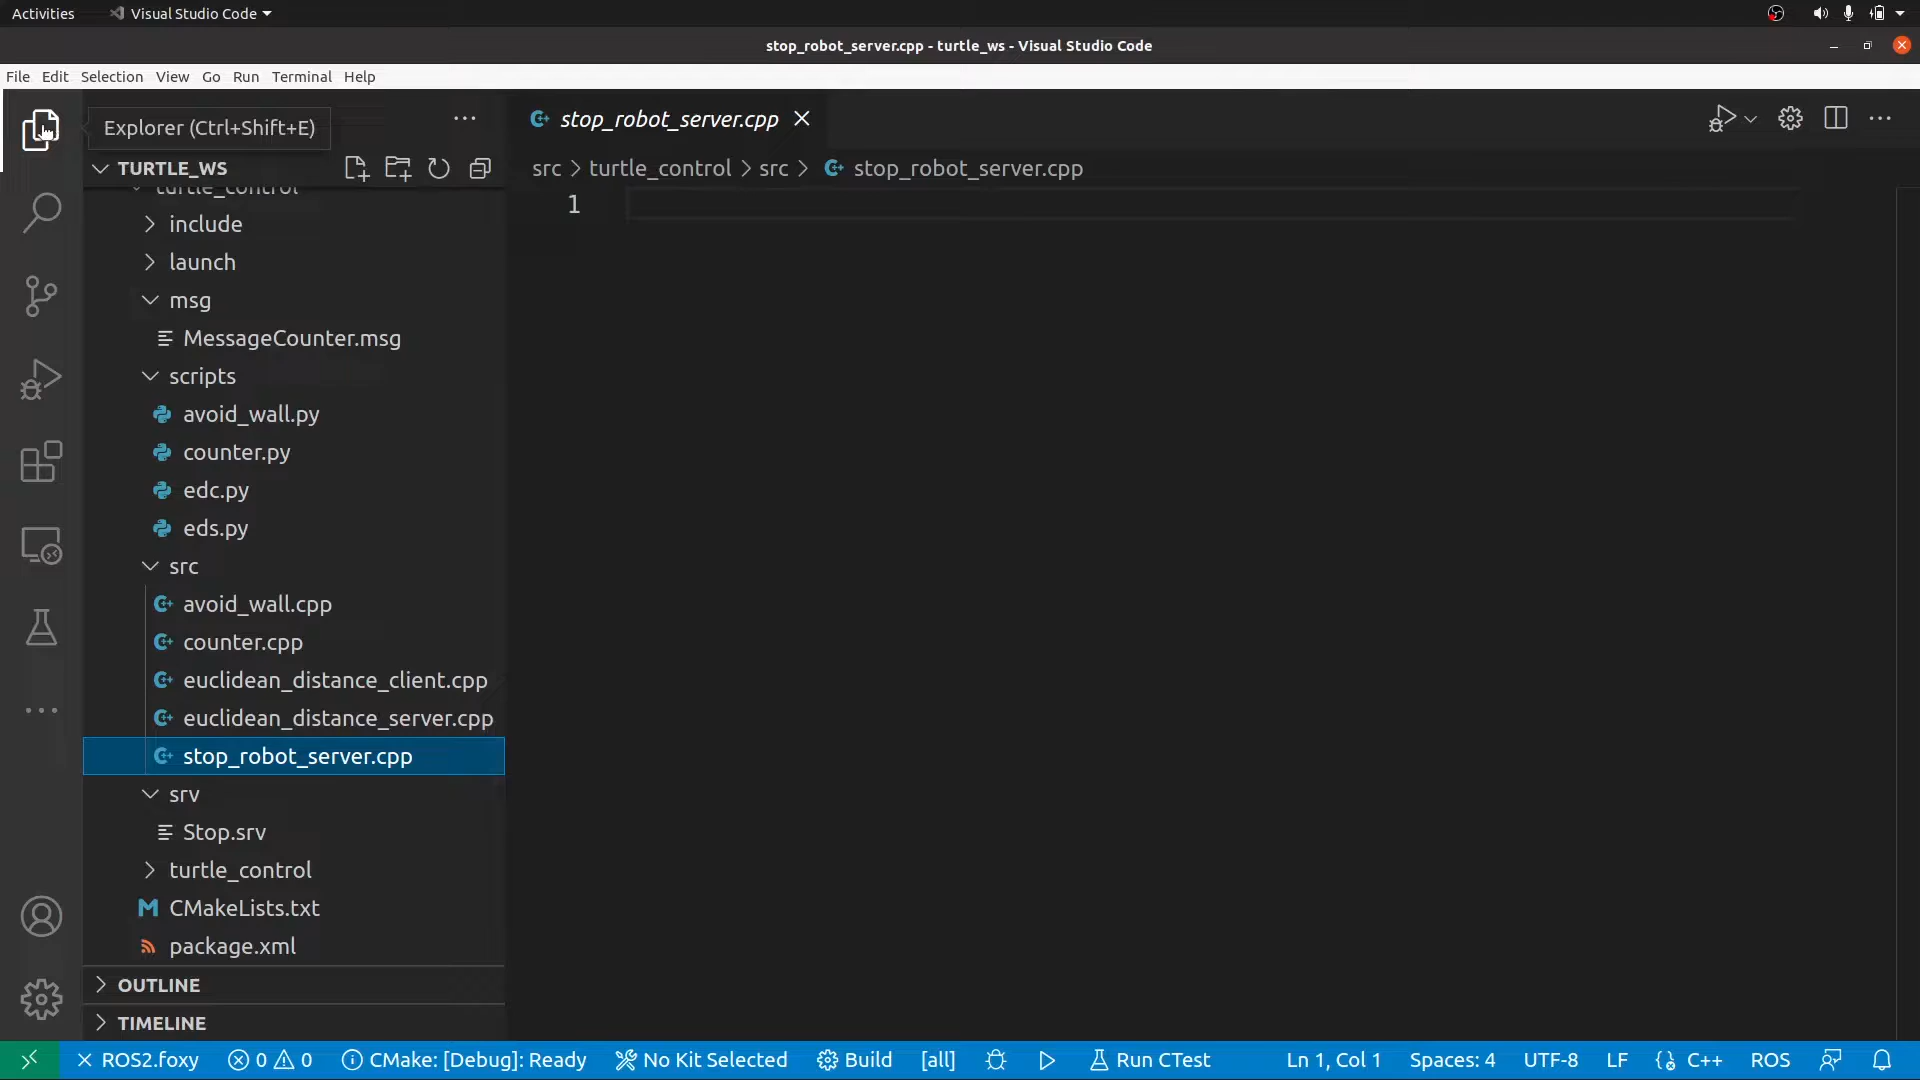 Activities Visual Studio Code
stop_robot_server.cpp - turtle_ws - Visual Studio Code
File Edit Selection View Go Run Terminal Help
Explorer (Ctrl+Shift+E)
stop_robot_server.cpp
TURTLE_WS
src > turtle_control > src > stop_robot_server.cpp
turtle_control
1
include
launch
msg
MessageCounter.msg
scripts
avoid_wall.py
counter.py
edc.py
eds.py
src
avoid_wall.cpp
counter.cpp
euclidean_distance_client.cpp
euclidean_distance_server.cpp
stop_robot_server.cpp
srv
Stop.srv
turtle_control
CMakeLists.txt
package.xml
OUTLINE
TIMELINE
ROS2.foxy 0 0 CMake: [Debug]: Ready No Kit Selected Build [all] Run CTest Ln 1, Col 1 Spaces: 4 UTF-8 LF C++ ROS